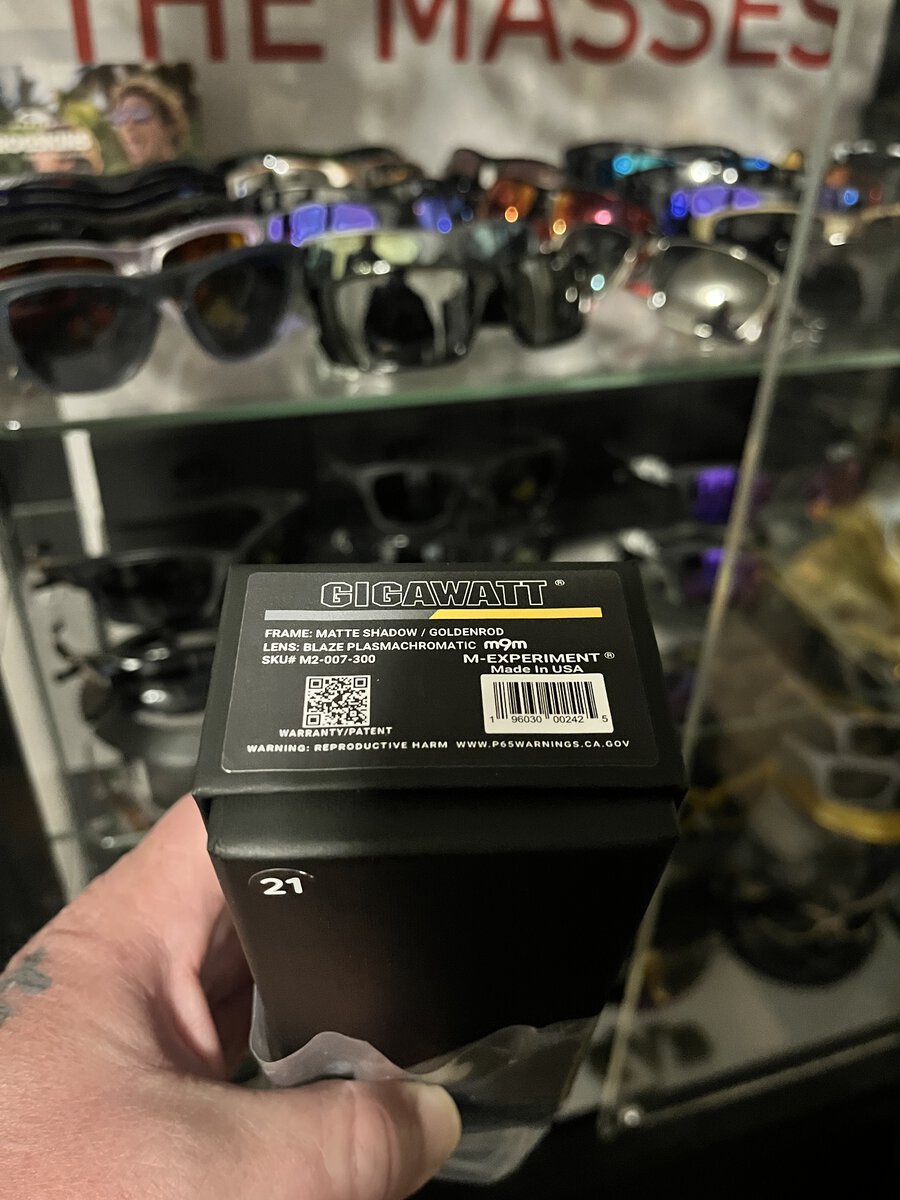 THE MASSES
GIGAWATT ®
FRAME: MATTE SHADOW / GOLDENROD
LENS: BLAZE PLASMACHROMATIC m9m
SKU# M2-007-300
M-EXPERIMENT ®
Made in USA
1 96030 00242 5
WARRANTY/PATENT
WARNING: REPRODUCTIVE HARM WWW.P65WARNINGS.CA.GOV
21